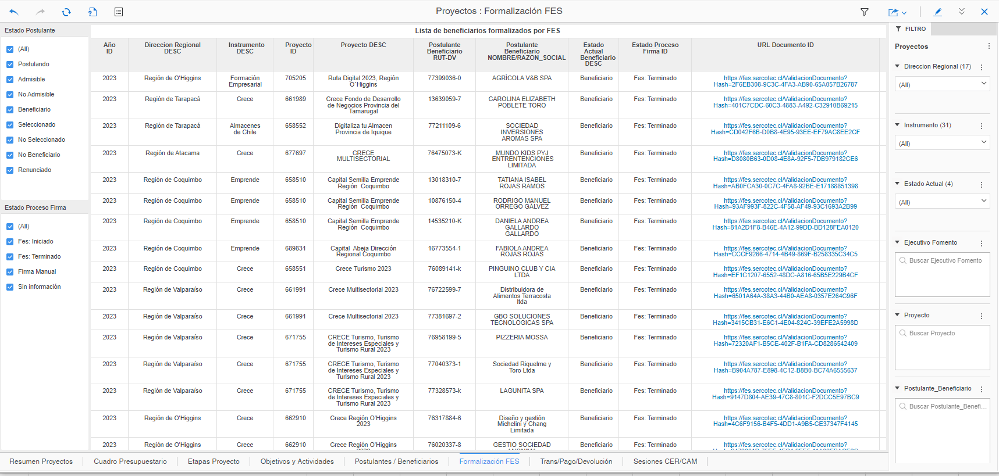 Proyectos : Formalización FES
Estado Postulante
(All)
Postulando
Admisible
No Admisible
Beneficiario
Seleccionado
No Seleccionado
No Beneficiario
Renunciado
Estado Proceso Firma
(All)
Fes: Iniciado
Fes: Terminado
Firma Manual
Sin información
Lista de beneficiarios formalizados por FES
Año ID	Direccion Regional DESC	Instrumento DESC	Proyecto ID	Proyecto DESC	Postulante Beneficiario RUT-DV	Postulante Beneficiario NOMBRE/RAZON_SOCIAL	Estado Actual Beneficiario DESC	Estado Proceso Firma ID	URL Documento ID
2023	Región de O'Higgins	Formación Empresarial	705205	Ruta Digital 2023, Región O´Higgins	77399036-0	AGRÍCOLA V&B SPA	Beneficiario	Fes: Terminado	https://fes.sercotec.cl/ValidacionDocumento?Hash=2F6EB308-9C3C-4FA3-AB90-65A057B26787
2023	Región de Tarapacá	Crece	661989	Crece Fondo de Desarrollo de Negocios Provincia del Tamarugal	13639059-7	CAROLINA ELIZABETH POBLETE TORO	Beneficiario	Fes: Terminado	https://fes.sercotec.cl/ValidacionDocumento?Hash=401C7CDC-60C3-4883-A492-C32910B69215
2023	Región de Tarapacá	Almacenes de Chile	658552	Digitaliza tu Almacen Provincia de Iquique	77211109-6	SOCIEDAD INVERSIONES AROMAS SPA	Beneficiario	Fes: Terminado	https://fes.sercotec.cl/ValidacionDocumento?Hash=CD042F6B-D0B8-4E95-93EE-EF79AC8EE2CF
2023	Región de Atacama	Crece	677697	CRECE MULTISECTORIAL	76475073-K	MUNDO KIDS PYJ ENTRENTENCIONES LIMITADA	Beneficiario	Fes: Terminado	https://fes.sercotec.cl/ValidacionDocumento?Hash=D8080B63-0D08-4E8A-92F5-7DB979182CE6
2023	Región de Coquimbo	Emprende	658510	Capital Semilla Emprende Región Coquimbo	13018310-7	TATIANA ISABEL ROJAS RAMOS	Beneficiario	Fes: Terminado	https://fes.sercotec.cl/ValidacionDocumento?Hash=AB0FCA30-0C7C-4FA8-92BE-E17188851398
2023	Región de Coquimbo	Emprende	658510	Capital Semilla Emprende Región Coquimbo	10876150-4	RODRIGO MANUEL ORREGO GÁLVEZ	Beneficiario	Fes: Terminado	https://fes.sercotec.cl/ValidacionDocumento?Hash=93AF993F-822C-4F58-AF49-93C1693A2B99
2023	Región de Coquimbo	Emprende	658510	Capital Semilla Emprende Región Coquimbo	14535210-K	DANIELA ANDREA GALLARDO GALLARDO	Beneficiario	Fes: Terminado	https://fes.sercotec.cl/ValidacionDocumento?Hash=81A2D1F8-B46E-4A12-99DD-BD128FEA0120
2023	Región de Coquimbo	Emprende	689831	Capital Abeja Dirección Regional Coquimbo	16773554-1	FABIOLA ANDREA ROJAS ROJAS	Beneficiario	Fes: Terminado	https://fes.sercotec.cl/ValidacionDocumento?Hash=CCCF9266-4714-4B49-869F-B258335C34C5
2023	Región de Coquimbo	Crece	658551	Crece Turismo 2023	76089141-k	PINGUINO CLUB Y CIA LTDA	Beneficiario	Fes: Terminado	https://fes.sercotec.cl/ValidacionDocumento?Hash=EF1C1207-6552-48DC-A816-65B5E229B4CF
2023	Región de Valparaíso	Crece	661991	Crece Multisectorial 2023	76722599-7	Distribuidora de Alimentos Terracosta ltda	Beneficiario	Fes: Terminado	https://fes.sercotec.cl/ValidacionDocumento?Hash=6501A64A-38A3-44B0-AEA8-0357E264C96F
2023	Región de Valparaíso	Crece	661991	Crece Multisectorial 2023	77381697-2	GBO SOLUCIONES TECNOLOGICAS SPA	Beneficiario	Fes: Terminado	https://fes.sercotec.cl/ValidacionDocumento?Hash=3415CB31-E6C1-4E04-824C-39EFE2A5998D
2023	Región de Valparaíso	Crece	671755	CRECE Turismo, Turismo de Intereses Especiales y Turismo Rural 2023	76958199-5	PIZZERIA MOSSA	Beneficiario	Fes: Terminado	https://fes.sercotec.cl/ValidacionDocumento?Hash=72320AF1-B5CE-402F-B1FA-CD8286542409
2023	Región de Valparaíso	Crece	671755	CRECE Turismo, Turismo de Intereses Especiales y Turismo Rural 2023	77040373-1	Sociedad Riquelme y Toro Ltda	Beneficiario	Fes: Terminado	https://fes.sercotec.cl/ValidacionDocumento?Hash=B904A787-E898-4C12-B8B0-BC74A6555637
2023	Región de Valparaíso	Crece	671755	CRECE Turismo, Turismo de Intereses Especiales y Turismo Rural 2023	77328573-k	LAGUNITA SPA	Beneficiario	Fes: Terminado	https://fes.sercotec.cl/ValidacionDocumento?Hash=9147D804-AE39-47C8-801C-F2DCC5E97BC9
2023	Región de O'Higgins	Crece	662910	Crece Región O'Higgins 2023	76317884-6	Diseño y gestión Michelini y Chang Limitada	Beneficiario	Fes: Terminado	https://fes.sercotec.cl/ValidacionDocumento?Hash=4C6F9156-B4F5-4DD1-A9B5-CE37347F4145
2023	Región de O'Higgins	Crece	662910	Crece Región O'Higgins	76020337-8	GESTIO SOCIEDAD	Beneficiario	Fes: Terminado	https://fes.sercotec.cl/ValidacionDocumento?
FILTRO
Proyectos
Direccion Regional (17)
(All)
Instrumento (31)
(All)
Estado Actual (4)
(All)
Ejecutivo Fomento
Buscar Ejecutivo Fomento
Proyecto
Buscar Proyecto
Postulante_Beneficiario
Buscar Postulante_Benefi...
Resumen Proyectos
Cuadro Presupuestario
Etapas Proyecto
Objetivos y Actividades
Postulantes / Beneficiarios
Formalización FES
Trans/Pago/Devolución
Sesiones CER/CAM